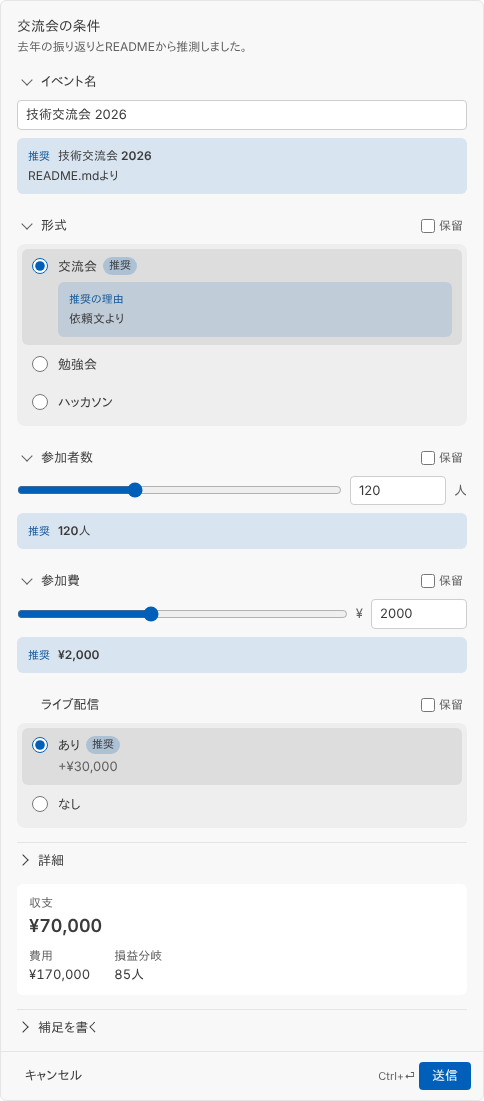 交流会の条件
去年の振り返りとREADMEから推測しました。
イベント名
技術交流会 2026
推奨 技術交流会 2026
README.mdより
形式 保留
交流会 推奨
推奨の理由
依頼文より
勉強会
ハッカソン
参加者数 保留
120 人
推奨 120人
参加費 保留
¥ 2000
推奨 ¥2,000
ライブ配信 保留
あり 推奨
+¥30,000
なし
詳細
収支
¥70,000
費用 損益分岐
¥170,000 85人
補足を書く
キャンセル Ctrl+⏎ 送信